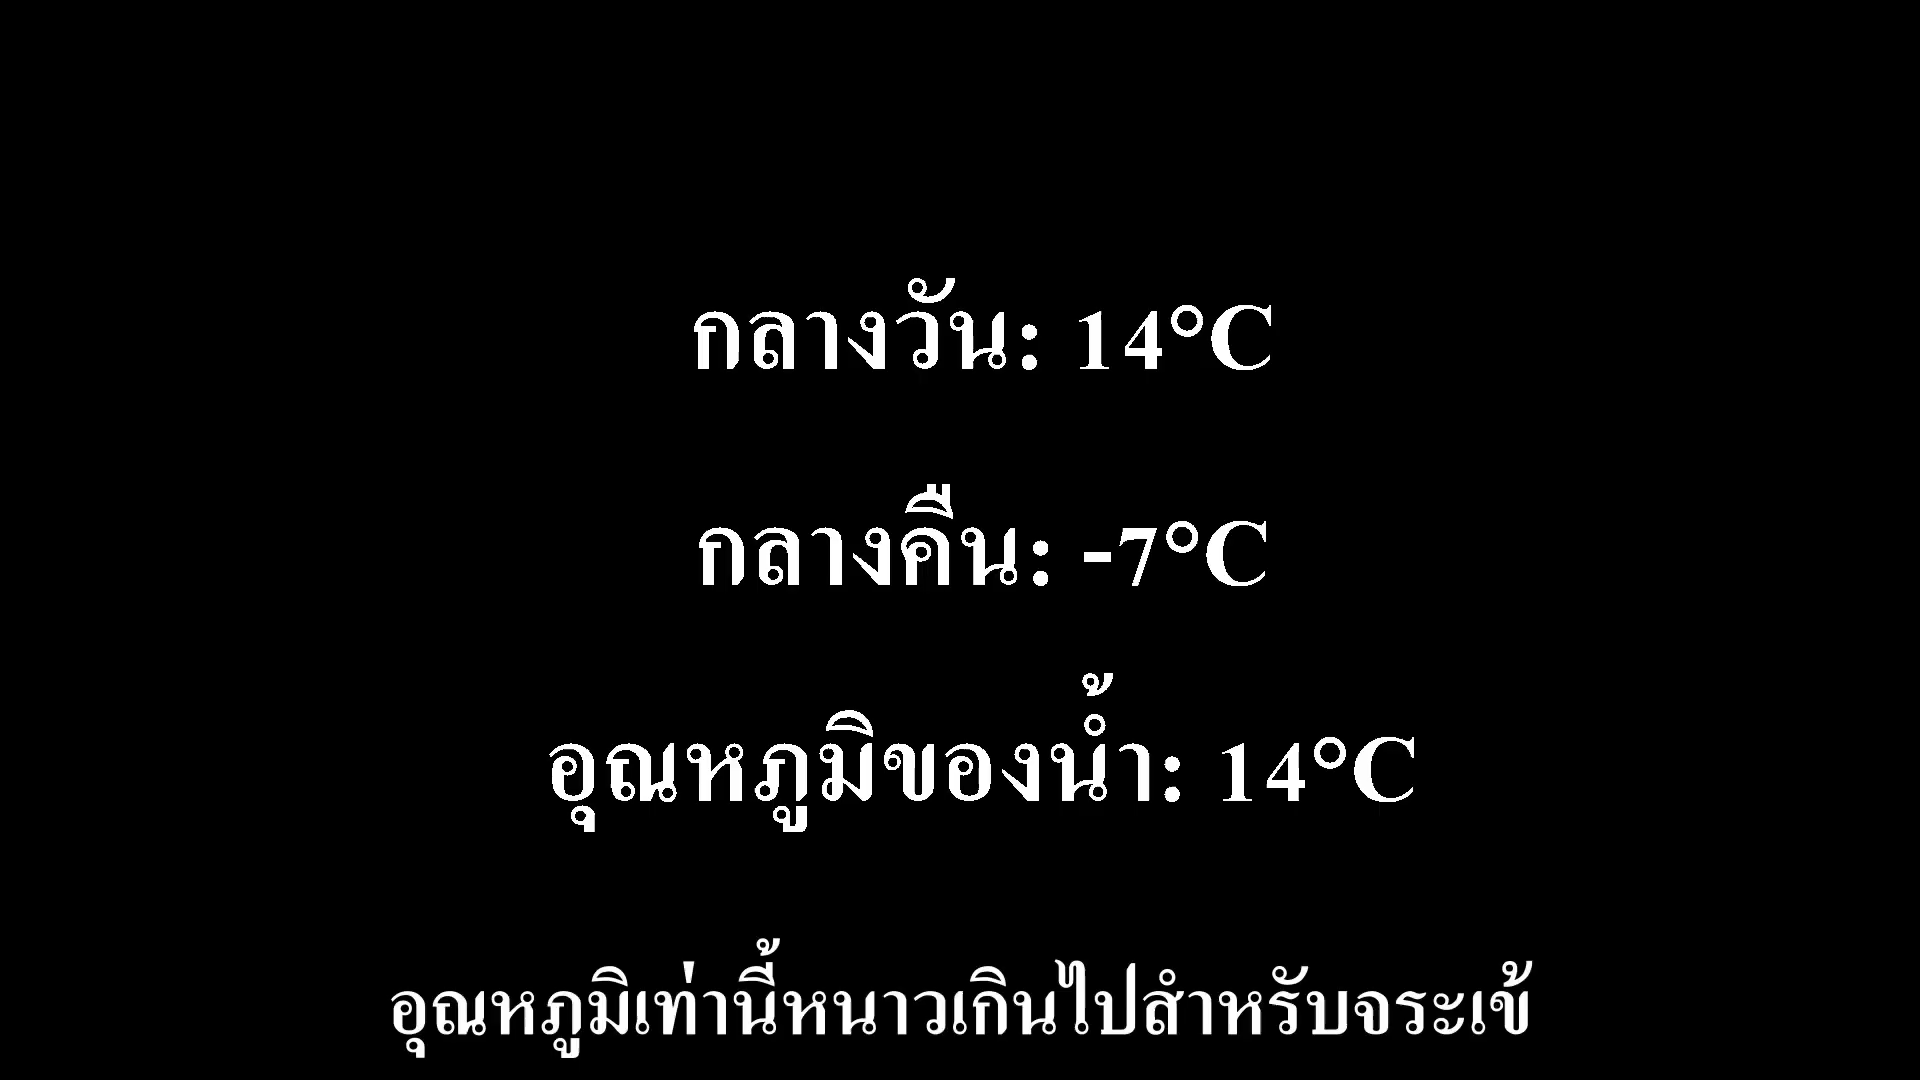 กลางวัน: 14°C
กลางคืน: -7°C
อุณหภูมิของน้ำ: 14°C
อุณหภูมิเท่านี้หนาวเกินไปสำหรับจระเข้